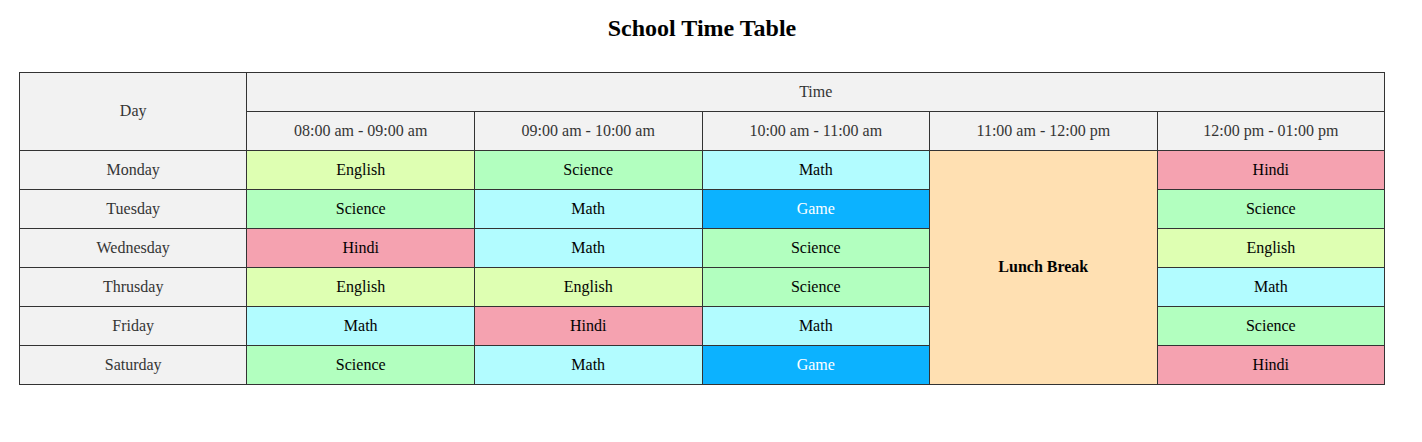 School Time Table
Day Time
08:00 am - 09:00 am 09:00 am - 10:00 am 10:00 am - 11:00 am 11:00 am - 12:00 pm 12:00 pm - 01:00 pm
Monday English Science Math Hindi
Tuesday Science Math Game Science
Wednesday Hindi Math Science English
Lunch Break
Thrusday English English Science Math
Friday Math Hindi Math Science
Saturday Science Math Game Hindi